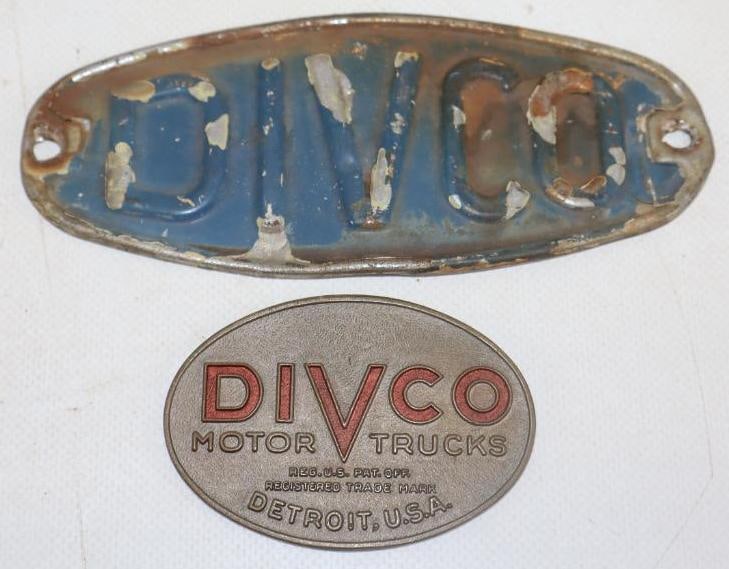 DIVCO
DIVCO
MOTOR TRUCKS
REG. U.S. PAT. OFF.
REGISTERED TRADE MARK
DETROIT, U.S.A.